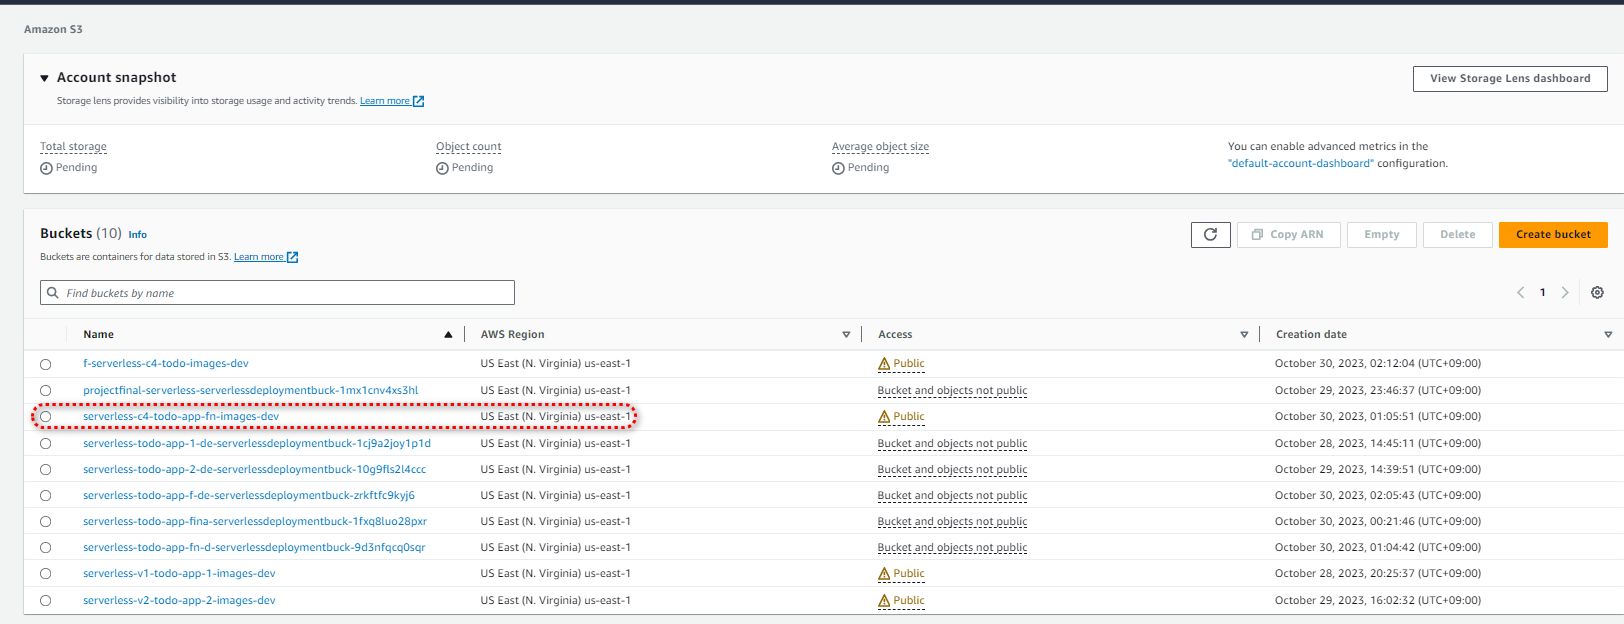 Amazon S3
Account snapshot
View Storage Lens dashboard
Storage lens provides visibility into storage usage and activity trends. Learn more
Total storage Object count Average object size You can enable advanced metrics in the
Pending Pending Pending "default-account-dashboard" configuration.
Buckets (10) Info
Copy ARN Empty Delete Create bucket
Buckets are containers for data stored in S3. Learn more
Find buckets by name
1
Name AWS Region Access Creation date
f-serverless-c4-todo-images-dev US East (N. Virginia) us-east-1 Public October 30, 2023, 02:12:04 (UTC+09:00)
projectfinal-serverless-serverlessdeploymentbuck-1mx1cnv4xs3hl US East (N. Virginia) us-east-1 Bucket and objects not public October 29, 2023, 23:46:37 (UTC+09:00)
serverless-c4-todo-app-fn-images-dev US East (N. Virginia) us-east-1 Public October 30, 2023, 01:05:51 (UTC+09:00)
serverless-todo-app-1-de-serverlessdeploymentbuck-1cj9a2joy1p1d US East (N. Virginia) us-east-1 Bucket and objects not public October 28, 2023, 14:45:11 (UTC+09:00)
serverless-todo-app-2-de-serverlessdeploymentbuck-10g9fls2l4ccc US East (N. Virginia) us-east-1 Bucket and objects not public October 29, 2023, 14:39:51 (UTC+09:00)
serverless-todo-app-f-de-serverlessdeploymentbuck-zrkftfc9kyj6 US East (N. Virginia) us-east-1 Bucket and objects not public October 30, 2023, 02:05:43 (UTC+09:00)
serverless-todo-app-fina-serverlessdeploymentbuck-1fxq8luo28pxr US East (N. Virginia) us-east-1 Bucket and objects not public October 30, 2023, 00:21:46 (UTC+09:00)
serverless-todo-app-fn-d-serverlessdeploymentbuck-9d3nfqcq0sqr US East (N. Virginia) us-east-1 Bucket and objects not public October 30, 2023, 01:04:42 (UTC+09:00)
serverless-v1-todo-app-1-images-dev US East (N. Virginia) us-east-1 Public October 28, 2023, 20:25:37 (UTC+09:00)
serverless-v2-todo-app-2-images-dev US East (N. Virginia) us-east-1 Public October 29, 2023, 16:02:32 (UTC+09:00)